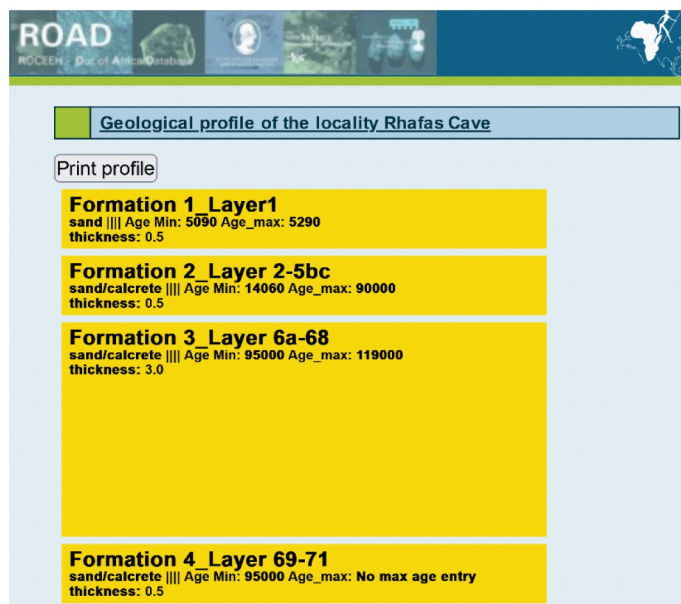 ROAD
ROCEEH - Out of Africa Database
Geological profile of the locality Rhafas Cave
Print profile
Formation 1_Layer1
sand |||| Age Min: 5090 Age_max: 5290
thickness: 0.5
Formation 2_Layer 2-5bc
sand/calcrete |||| Age Min: 14060 Age_max: 90000
thickness: 0.5
Formation 3_Layer 6a-68
sand/calcrete |||| Age Min: 95000 Age_max: 119000
thickness: 3.0
Formation 4_Layer 69-71
sand/calcrete |||| Age Min: 95000 Age_max: No max age entry
thickness: 0.5